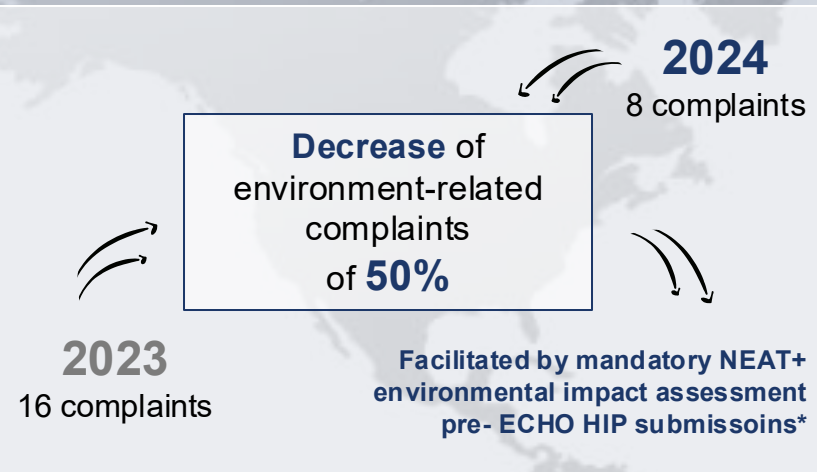 2024
8 complaints
Decrease of
environment-related
complaints
of 50%
2023
16 complaints
Facilitated by mandatory NEAT+
environmental impact assessment
pre- ECHO HIP submissoins*